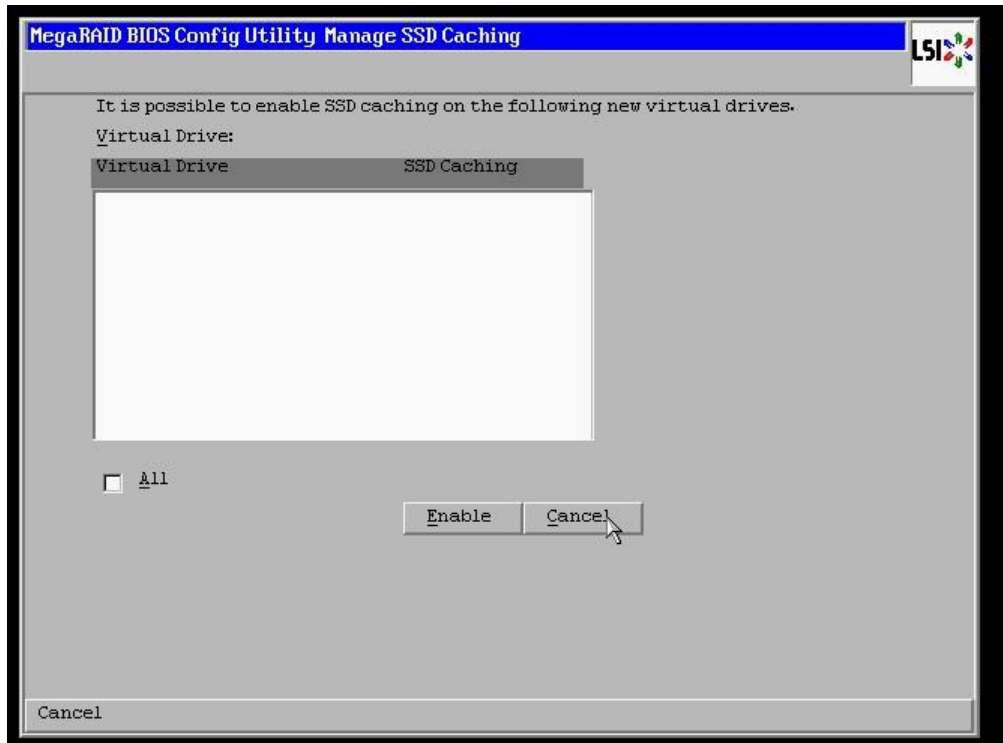 MegaRAID BIOS Config Utility Manage SSD Caching
LSI
It is possible to enable SSD caching on the following new virtual drives.
Virtual Drive:
Virtual Drive SSD Caching
All
Enable Cancel
Cancel